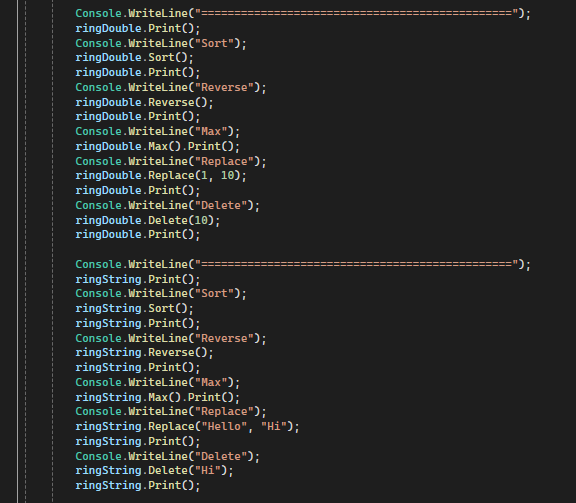 Console.WriteLine("===============================================");
ringDouble.Print();
Console.WriteLine("Sort");
ringDouble.Sort();
ringDouble.Print();
Console.WriteLine("Reverse");
ringDouble.Reverse();
ringDouble.Print();
Console.WriteLine("Max");
ringDouble.Max().Print();
Console.WriteLine("Replace");
ringDouble.Replace(1, 10);
ringDouble.Print();
Console.WriteLine("Delete");
ringDouble.Delete(10);
ringDouble.Print();
Console.WriteLine("===============================================");
ringString.Print();
Console.WriteLine("Sort");
ringString.Sort();
ringString.Print();
Console.WriteLine("Reverse");
ringString.Reverse();
ringString.Print();
Console.WriteLine("Max");
ringString.Max().Print();
Console.WriteLine("Replace");
ringString.Replace("Hello", "Hi");
ringString.Print();
Console.WriteLine("Delete");
ringString.Delete("Hi");
ringString.Print();